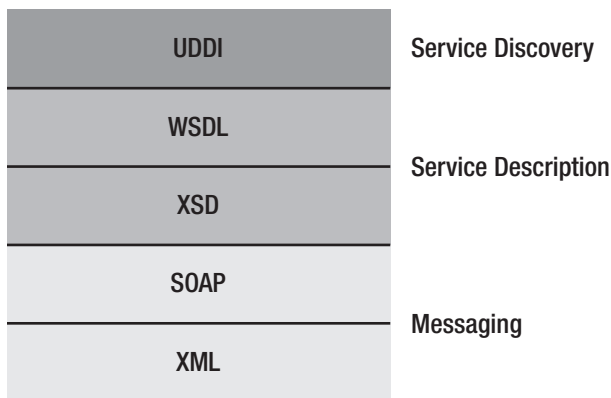 UDDI
Service Discovery
WSDL
Service Description
XSD
SOAP
Messaging
XML